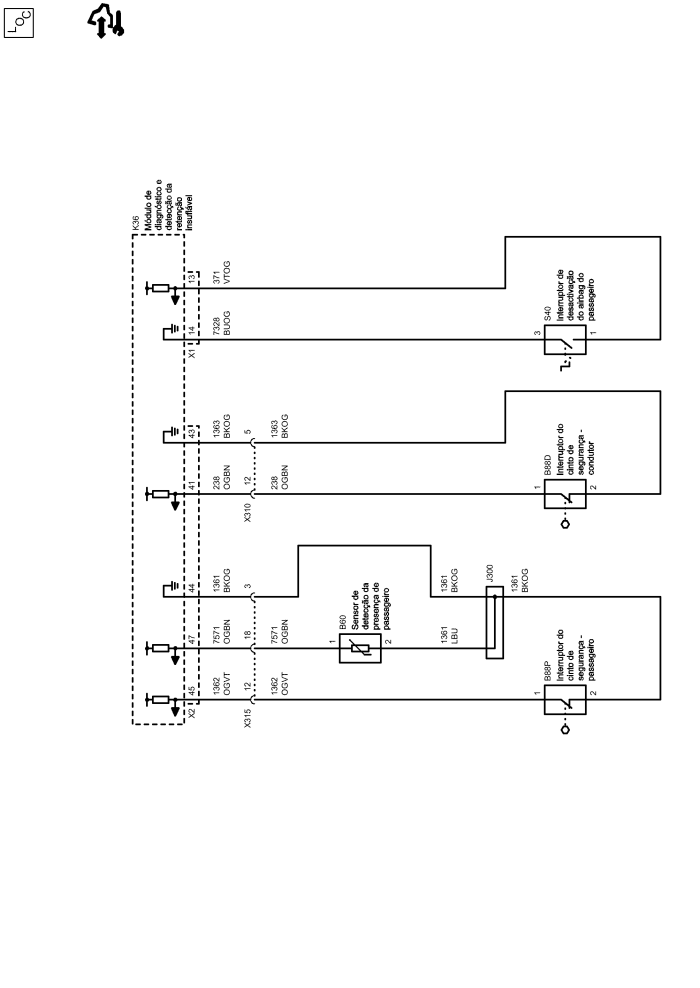 LOC
K36
Módulo de
diagnóstico e
detecção da
retenção
insuflável
45
X2
47
44
41
43
14
X1
13
1362
OGVT
7571
OGBN
1361
BKOG
238
OGBN
1363
BKOG
7328
BUOG
371
VTOG
X315
12
18
3
X310
12
5
1362
OGVT
7571
OGBN
238
OGBN
1363
BKOG
B60
Sensor de
detecção da
presença de
passageiro
1
2
1361
LBU
1361
BKOG
J300
1361
BKOG
B88P
Interruptor do
cinto de
segurança -
passageiro
1
2
B88D
Interruptor do
cinto de
segurança -
condutor
1
2
S40
Interruptor de
desactivação
do airbag do
passageiro
3
1